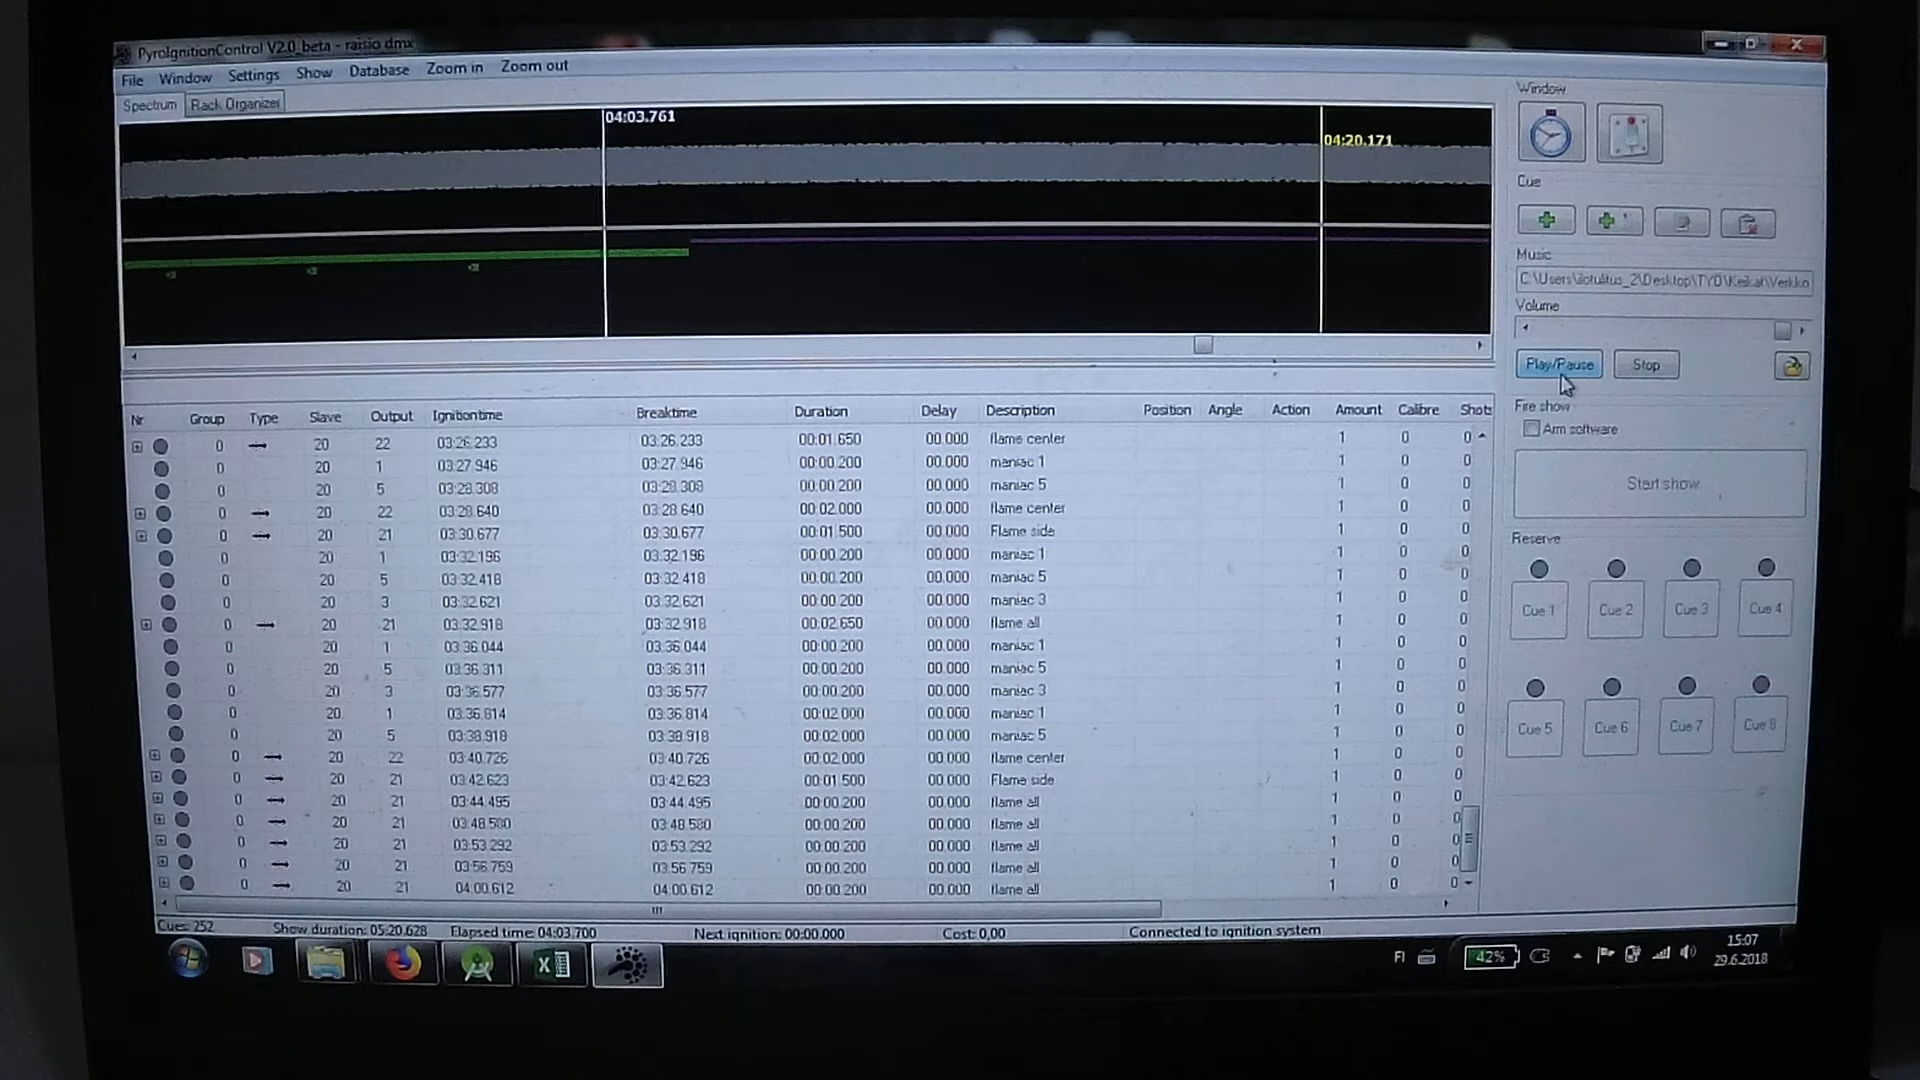 PyroIgnitionControl V2.0_beta - raisio dmx
File Window Settings Show Database Zoom in Zoom out
Spectrum Rack Organizer
04:03.761
04:20.171
Window
Cue
Music
C:\Users\ilotulitus_2\Desktop\TYD\Keikat\Verkko
Volume
Play/Pause Stop
Fire show
Arm software
Start show
Reserve
Cue 1 Cue 2 Cue 3 Cue 4
Cue 5 Cue 6 Cue 7 Cue 8
Nr Group Type Slave Output Ignitiontime Breaktime Duration Delay Description Position Angle Action Amount Calibre Shots
0 20 22 03:26.233 03:26.233 00:01.650 00.000 flame center 1 0 0
0 20 1 03:27.946 03:27.946 00:00.200 00.000 maniac 1 1 0 0
0 20 5 03:28.308 03:28.308 00:00.200 00.000 maniac 5 1 0 0
0 20 22 03:28.640 03:28.640 00:02.000 00.000 flame center 1 0 0
0 20 21 03:30.677 03:30.677 00:01.500 00.000 Flame side 1 0 0
0 20 1 03:32.196 03:32.196 00:00.200 00.000 maniac 1 1 0 0
0 20 5 03:32.418 03:32.418 00:00.200 00.000 maniac 5 1 0 0
0 20 3 03:32.621 03:32.621 00:00.200 00.000 maniac 3 1 0 0
0 20 21 03:32.918 03:32.918 00:02.650 00.000 flame all 1 0 0
0 20 1 03:36.044 03:36.044 00:00.200 00.000 maniac 1 1 0 0
0 20 5 03:36.311 03:36.311 00:00.200 00.000 maniac 5 1 0 0
0 20 3 03:36.577 03:36.577 00:00.200 00.000 maniac 3 1 0 0
0 20 1 03:36.814 03:36.814 00:02.000 00.000 maniac 1 1 0 0
0 20 5 03:38.918 03:38.918 00:02.000 00.000 maniac 5 1 0 0
0 20 22 03:40.726 03:40.726 00:02.000 00.000 flame center 1 0 0
0 20 21 03:42.623 03:42.623 00:01.500 00.000 Flame side 1 0 0
0 20 21 03:44.495 03:44.495 00:00.200 00.000 flame all 1 0 0
0 20 21 03:48.580 03:48.580 00:00.200 00.000 flame all 1 0 0
0 20 21 03:53.292 03:53.292 00:00.200 00.000 flame all 1 0 0
0 20 21 03:56.759 03:56.759 00:00.200 00.000 flame all 1 0 0
0 20 21 04:00.612 04:00.612 00:00.200 00.000 flame all 1 0 0
Cues: 252 Show duration: 05:20.628 Elapsed time: 04:03.700 Next ignition: 00:00.000 Cost: 0,00 Connected to ignition system
FI 42% 15:07
29.6.2018